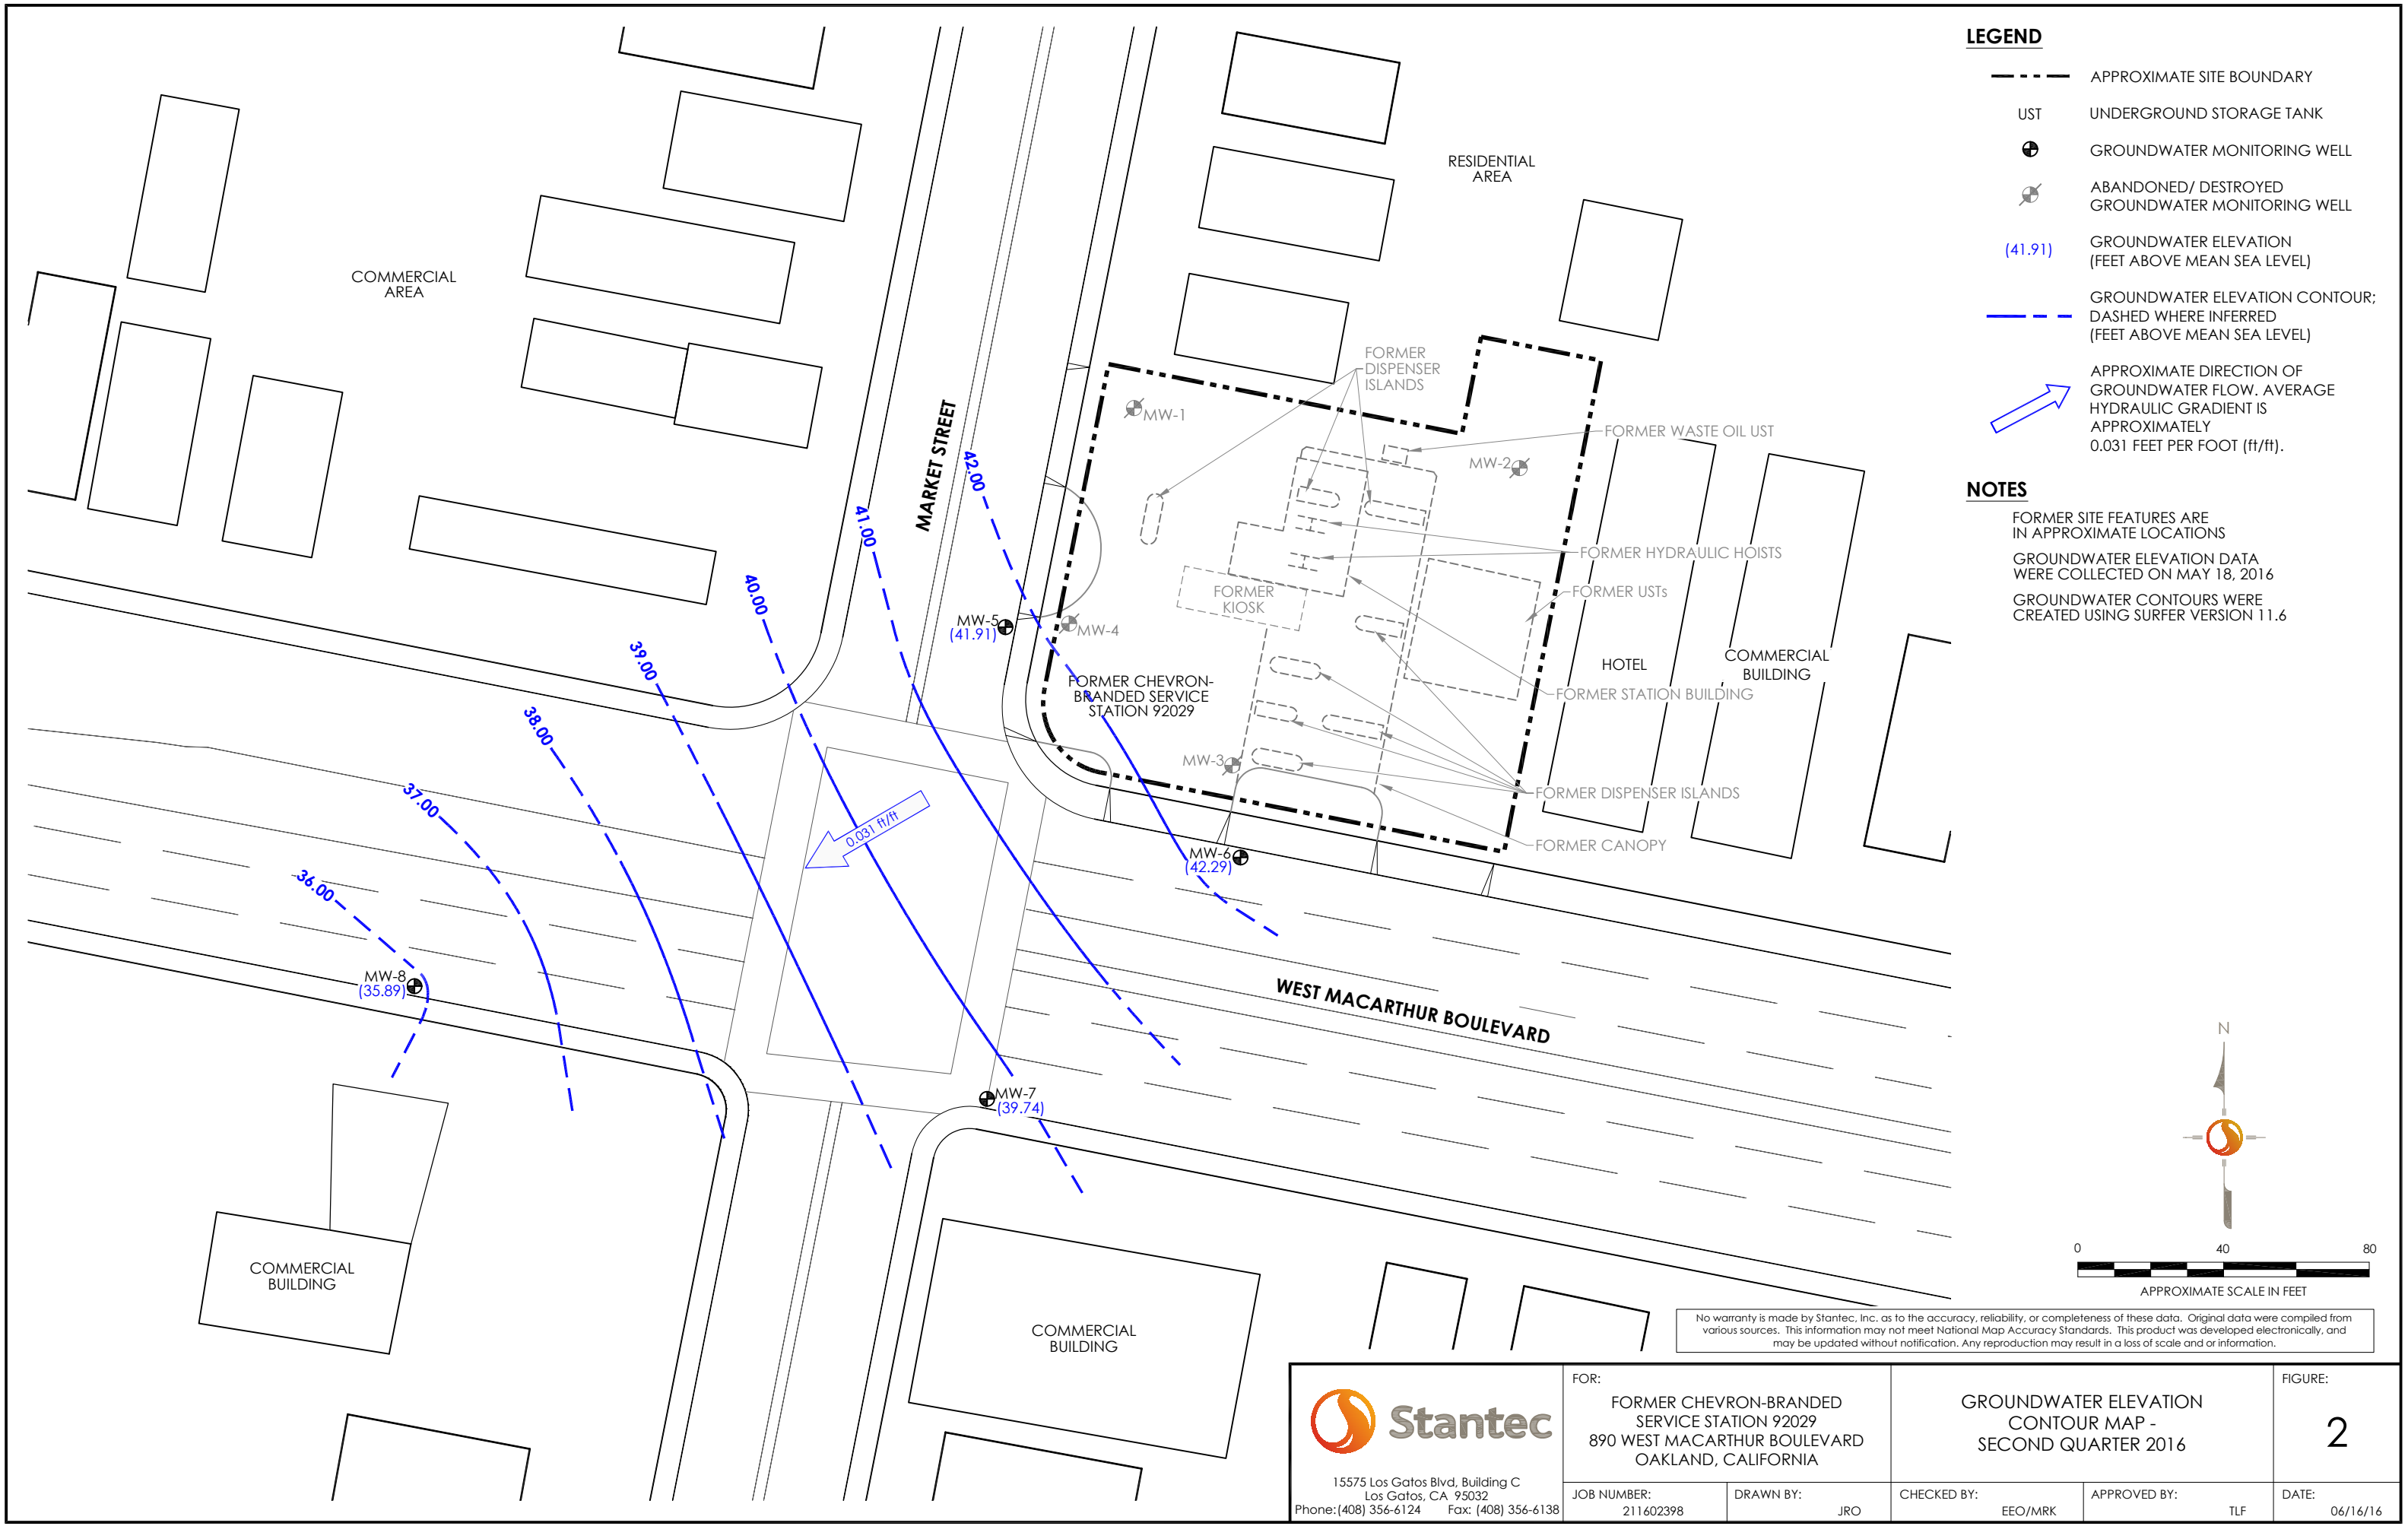 LEGEND
APPROXIMATE SITE BOUNDARY
UST
UNDERGROUND STORAGE TANK
GROUNDWATER MONITORING WELL
ABANDONED/ DESTROYED
GROUNDWATER MONITORING WELL
(41.91)
GROUNDWATER ELEVATION
(FEET ABOVE MEAN SEA LEVEL)
GROUNDWATER ELEVATION CONTOUR;
DASHED WHERE INFERRED
(FEET ABOVE MEAN SEA LEVEL)
APPROXIMATE DIRECTION OF
GROUNDWATER FLOW. AVERAGE
HYDRAULIC GRADIENT IS
APPROXIMATELY
0.031 FEET PER FOOT (ft/ft).
NOTES
FORMER SITE FEATURES ARE
IN APPROXIMATE LOCATIONS
GROUNDWATER ELEVATION DATA
WERE COLLECTED ON MAY 18, 2016
GROUNDWATER CONTOURS WERE
CREATED USING SURFER VERSION 11.6
RESIDENTIAL
AREA
COMMERCIAL
AREA
FORMER
DISPENSER
ISLANDS
MW-1
MARKET STREET
FORMER WASTE OIL UST
MW-2
42.00
41.00
40.00
39.00
38.00
37.00
36.00
FORMER HYDRAULIC HOISTS
FORMER
KIOSK
FORMER USTs
MW-5
(41.91)
MW-4
HOTEL
COMMERCIAL
BUILDING
FORMER CHEVRON-
BRANDED SERVICE
STATION 92029
FORMER STATION BUILDING
MW-3
FORMER DISPENSER ISLANDS
0.031 ft/ft
FORMER CANOPY
MW-6
(42.29)
MW-8
(35.89)
WEST MACARTHUR BOULEVARD
MW-7
(39.74)
COMMERCIAL
BUILDING
COMMERCIAL
BUILDING
N
0
40
80
APPROXIMATE SCALE IN FEET
No warranty is made by Stantec, Inc. as to the accuracy, reliability, or completeness of these data. Original data were compiled from
various sources. This information may not meet National Map Accuracy Standards. This product was developed electronically, and
may be updated without notification. Any reproduction may result in a loss of scale and or information.
Stantec
15575 Los Gatos Blvd, Building C
Los Gatos, CA 95032
Phone:(408) 356-6124 Fax: (408) 356-6138
FOR:
FORMER CHEVRON-BRANDED
SERVICE STATION 92029
890 WEST MACARTHUR BOULEVARD
OAKLAND, CALIFORNIA
GROUNDWATER ELEVATION
CONTOUR MAP -
SECOND QUARTER 2016
FIGURE:
2
JOB NUMBER:
211602398
DRAWN BY:
JRO
CHECKED BY:
EEO/MRK
APPROVED BY:
TLF
DATE:
06/16/16